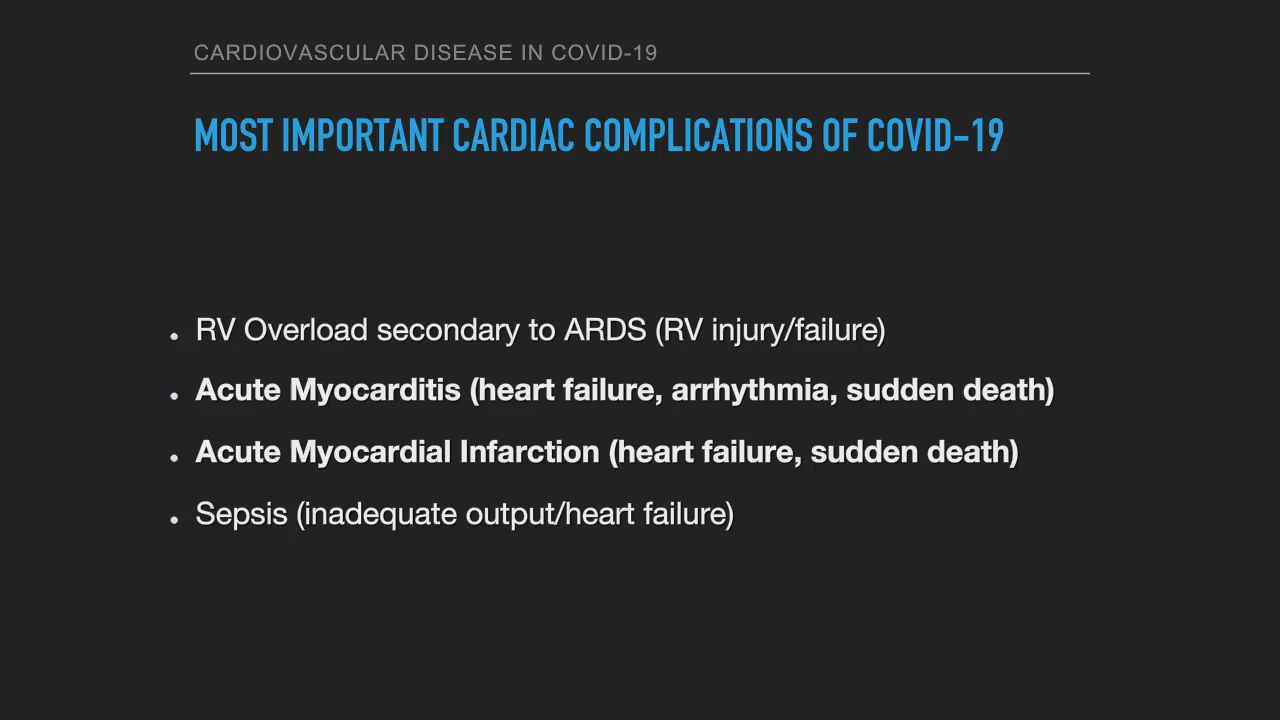 CARDIOVASCULAR DISEASE IN COVID-19
MOST IMPORTANT CARDIAC COMPLICATIONS OF COVID-19
• RV Overload secondary to ARDS (RV injury/failure)
• Acute Myocarditis (heart failure, arrhythmia, sudden death)
• Acute Myocardial Infarction (heart failure, sudden death)
• Sepsis (inadequate output/heart failure)